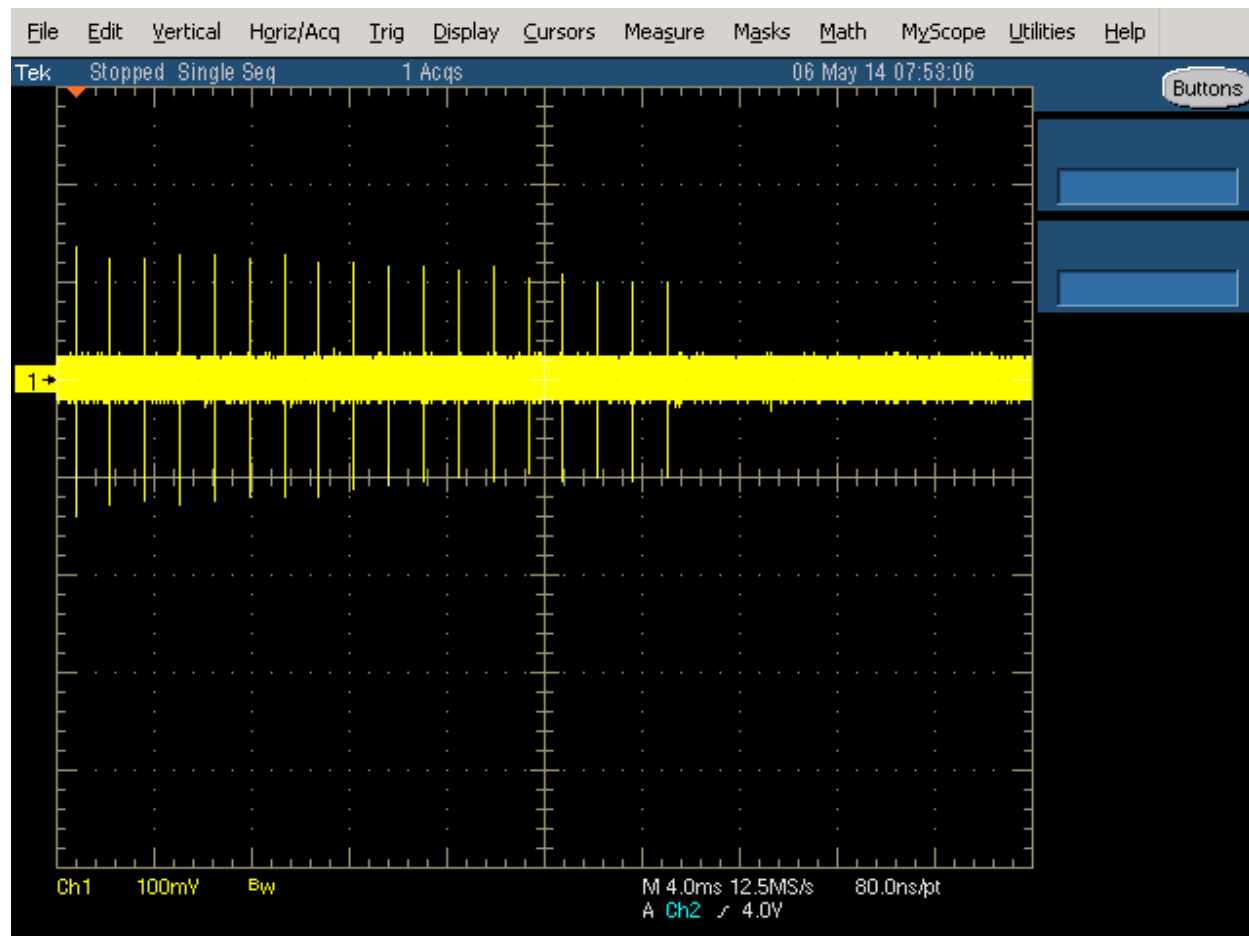 File Edit Vertical Horiz/Acq Trig Display Cursors Measure Masks Math MyScope Utilities Help
Tek Stopped Single Seq 1 Acqs 06 May 14 07:53:06
Buttons
1
Ch1 100mV BW M 4.0ms 12.5MS/s 80.0ns/pt
A Ch2 4.0V